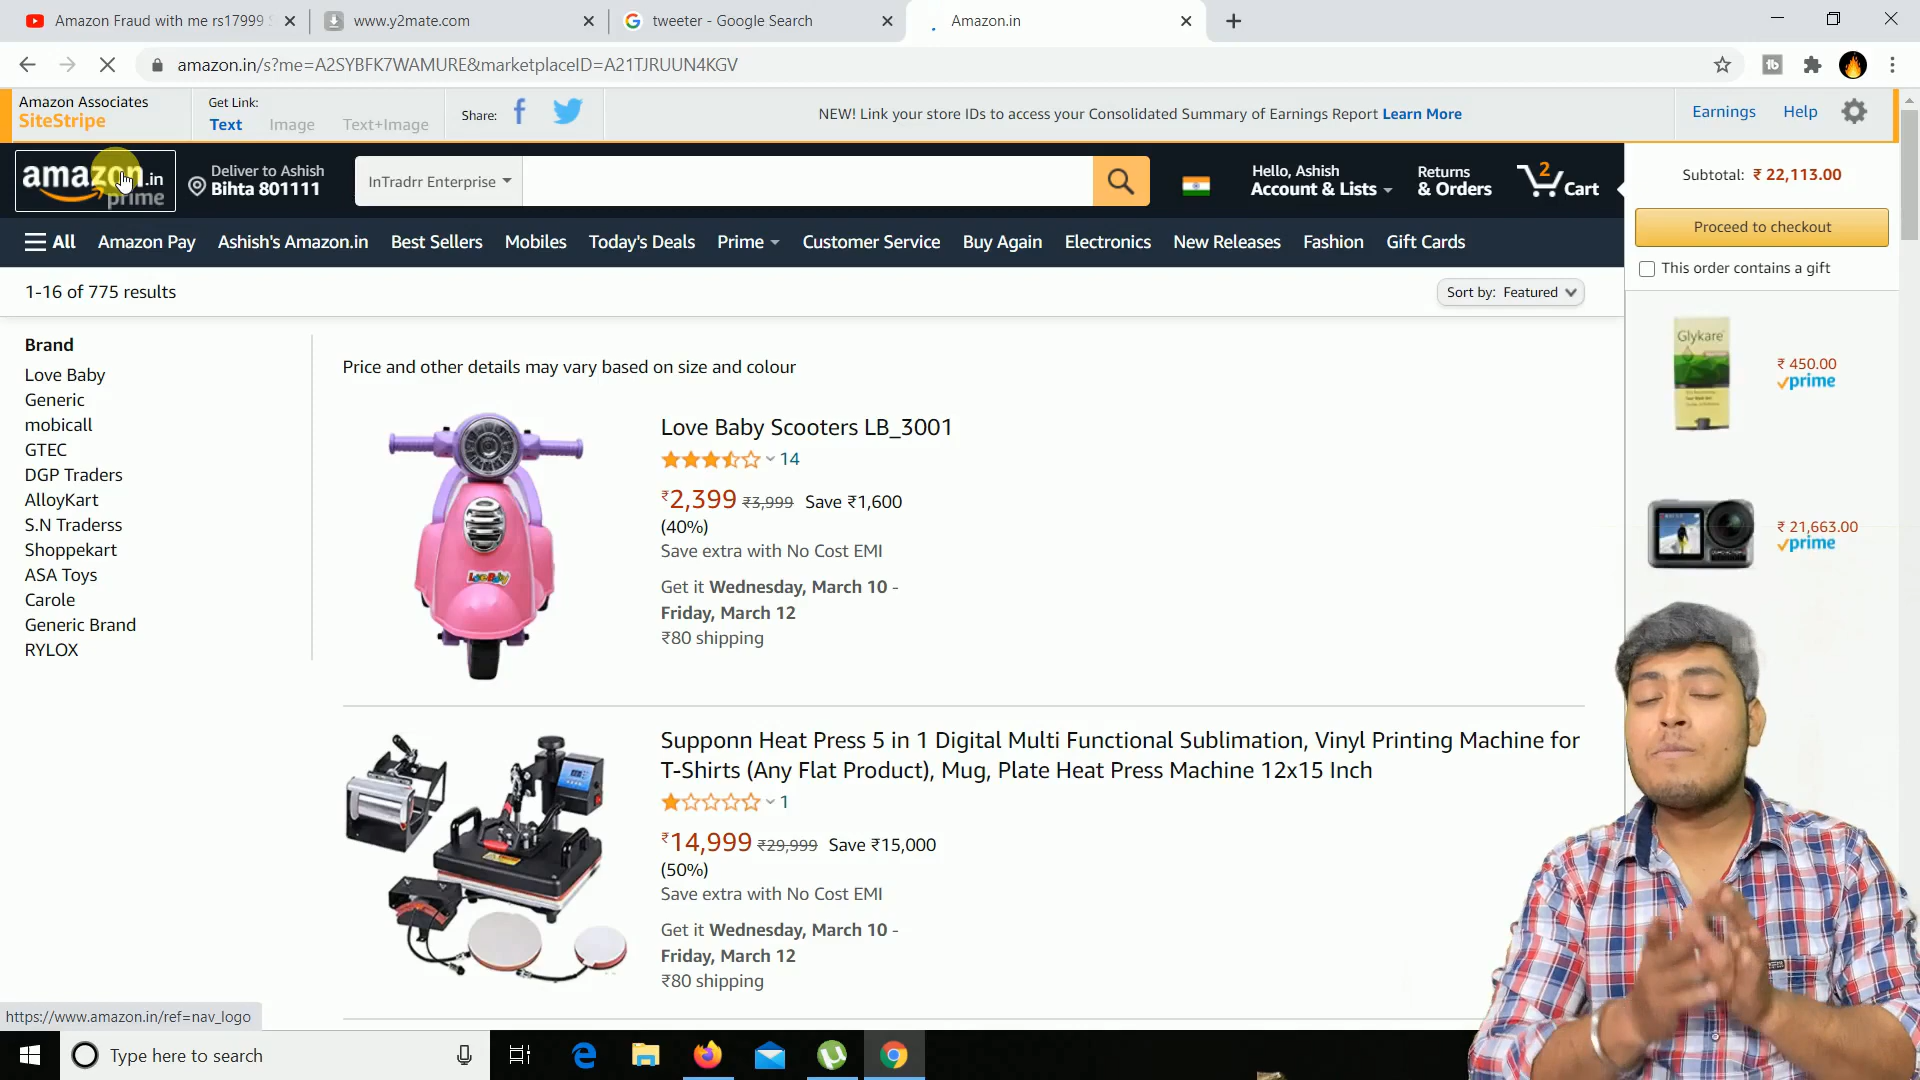 Amazon Fraud with me rs17999
www.y2mate.com
tweeter - Google Search
Amazon.in
amazon.in/s?me=A2SYBFK7WAMURE&marketplaceID=A21TJRUUN4KGV
Amazon Associates
SiteStripe
Get Link:
Text Image Text+Image
Share:
NEW! Link your store IDs to access your Consolidated Summary of Earnings Report Learn More
Earnings Help
amazon.in
prime
Deliver to Ashish
Bihta 801111
InTradrr Enterprise
Hello, Ashish
Account & Lists
Returns
& Orders
2
Cart
Subtotal: ₹ 22,113.00
Proceed to checkout
This order contains a gift
All Amazon Pay Ashish's Amazon.in Best Sellers Mobiles Today's Deals Prime Customer Service Buy Again Electronics New Releases Fashion Gift Cards
1-16 of 775 results
Sort by: Featured
Brand
Love Baby
Generic
mobicall
GTEC
DGP Traders
AlloyKart
S.N Traderss
Shoppekart
ASA Toys
Carole
Generic Brand
RYLOX
Price and other details may vary based on size and colour
Love Baby Scooters LB_3001
14
₹2,399 ₹3,999 Save ₹1,600
(40%)
Save extra with No Cost EMI
Get it Wednesday, March 10 -
Friday, March 12
₹80 shipping
Supponn Heat Press 5 in 1 Digital Multi Functional Sublimation, Vinyl Printing Machine for
T-Shirts (Any Flat Product), Mug, Plate Heat Press Machine 12x15 Inch
1
₹14,999 ₹29,999 Save ₹15,000
(50%)
Save extra with No Cost EMI
Get it Wednesday, March 10 -
Friday, March 12
₹80 shipping
Glykare
₹ 450.00
prime
₹ 21,663.00
prime
https://www.amazon.in/ref=nav_logo
Type here to search